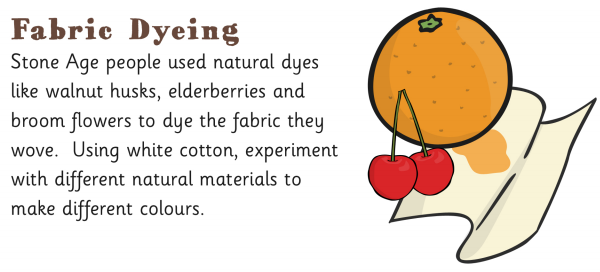 Fabric Dyeing
Stone Age people used natural dyes
like walnut husks, elderberries and
broom flowers to dye the fabric they
wove.  Using white cotton, experiment
with different natural materials to
make different colours.